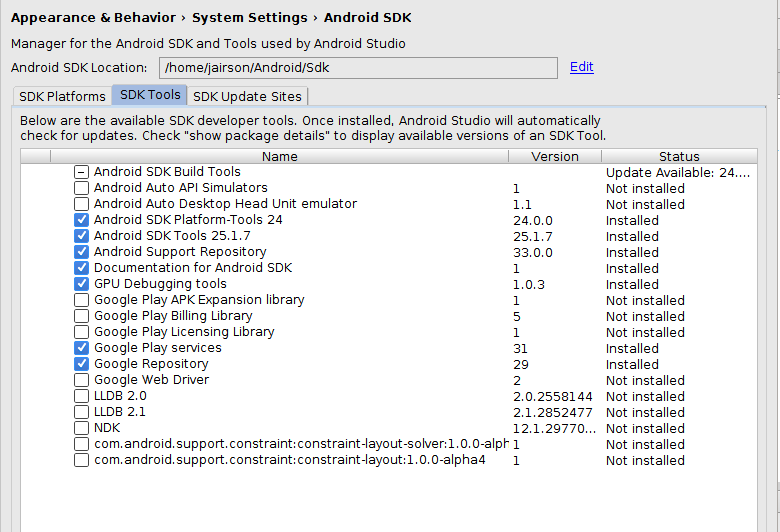 Appearance & Behavior › System Settings › Android SDK
Manager for the Android SDK and Tools used by Android Studio
Android SDK Location: /home/jairson/Android/Sdk Edit
SDK Platforms SDK Tools SDK Update Sites
Below are the available SDK developer tools. Once installed, Android Studio will automatically
check for updates. Check "show package details" to display available versions of an SDK Tool.
Name Version Status
Android SDK Build Tools Update Available: 24....
Android Auto API Simulators 1 Not installed
Android Auto Desktop Head Unit emulator 1.1 Not installed
Android SDK Platform-Tools 24 24.0.0 Installed
Android SDK Tools 25.1.7 25.1.7 Installed
Android Support Repository 33.0.0 Installed
Documentation for Android SDK 1 Installed
GPU Debugging tools 1.0.3 Installed
Google Play APK Expansion library 1 Not installed
Google Play Billing Library 5 Not installed
Google Play Licensing Library 1 Not installed
Google Play services 31 Installed
Google Repository 29 Installed
Google Web Driver 2 Not installed
LLDB 2.0 2.0.2558144 Not installed
LLDB 2.1 2.1.2852477 Not installed
NDK 12.1.29770... Not installed
com.android.support.constraint:constraint-layout-solver:1.0.0-alph 1 Not installed
com.android.support.constraint:constraint-layout:1.0.0-alpha4 1 Not installed